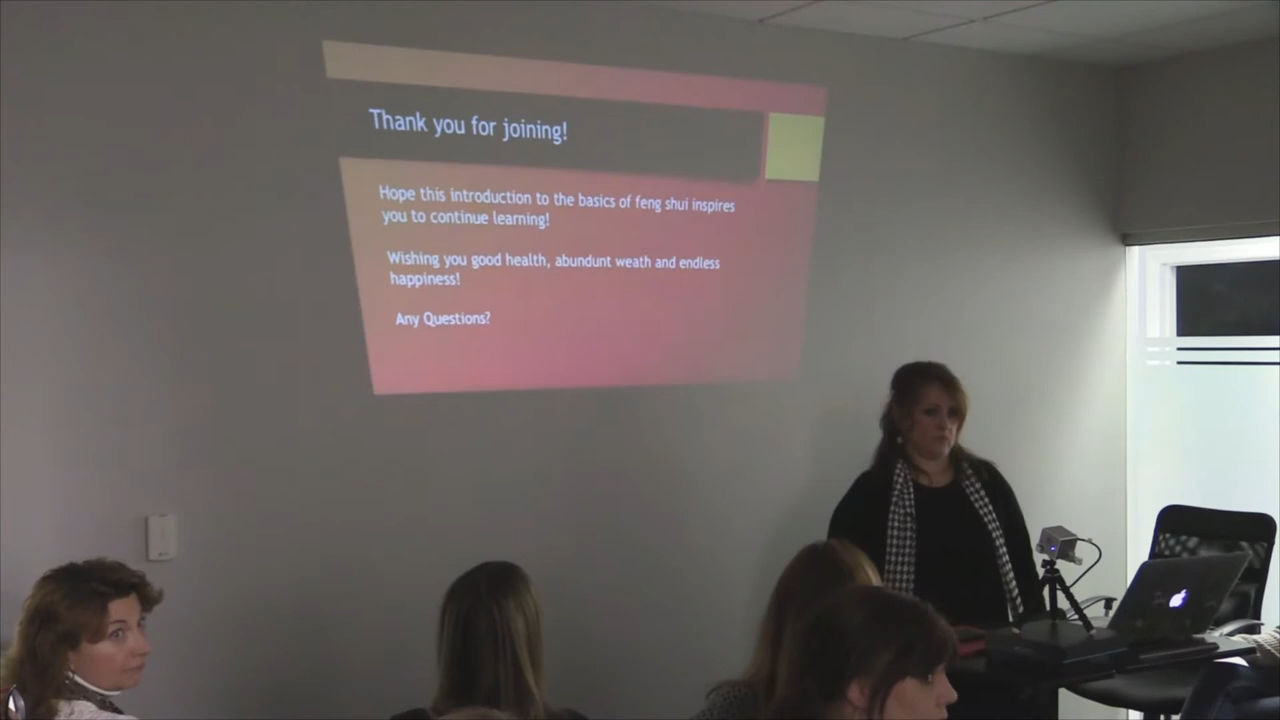 Thank you for joining!
Hope this introduction to the basics of feng shui inspires
you to continue learning!
Wishing you good health, abundunt weath and endless
happiness!
Any Questions?